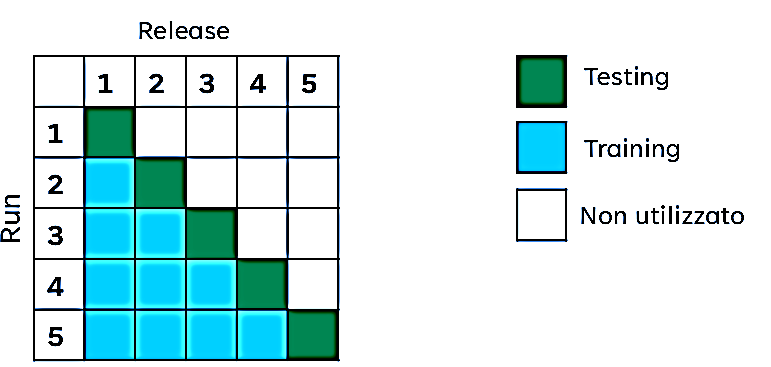 Release
1 2 3 4 5
1
2
3
4
5
Run
Testing
Training
Non utilizzato